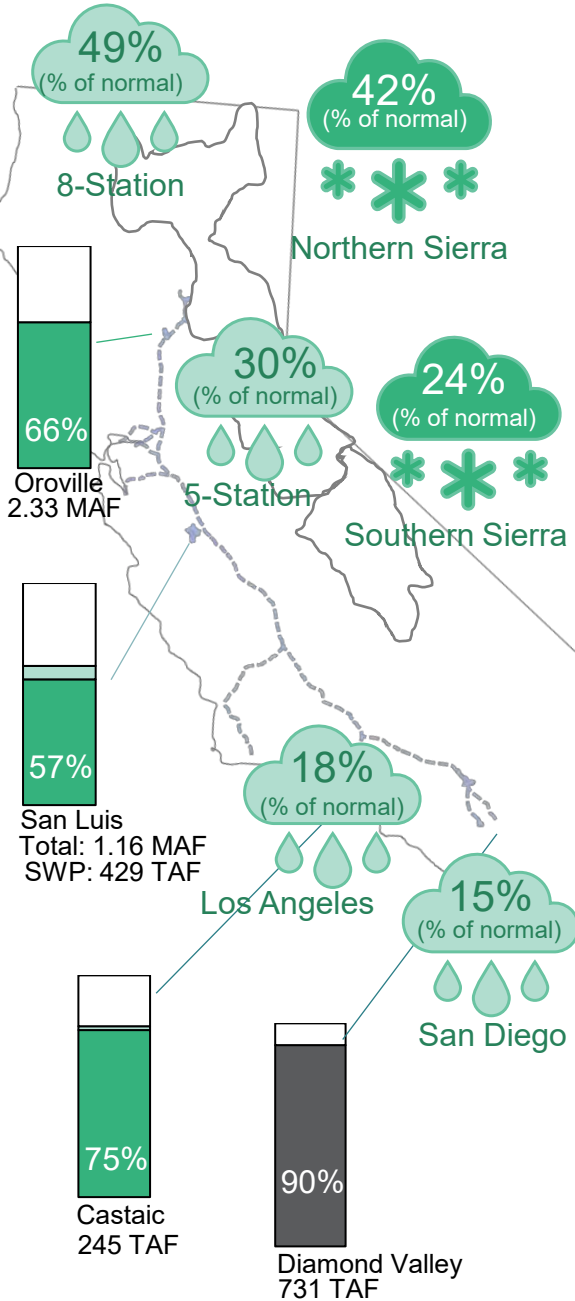 49%
(% of normal)
8-Station
42%
(% of normal)
Northern Sierra
66%
Oroville
2.33 MAF
30%
(% of normal)
5-Station
24%
(% of normal)
Southern Sierra
57%
San Luis
Total: 1.16 MAF
SWP: 429 TAF
18%
(% of normal)
Los Angeles
15%
(% of normal)
San Diego
75%
Castaic
245 TAF
90%
Diamond Valley
731 TAF